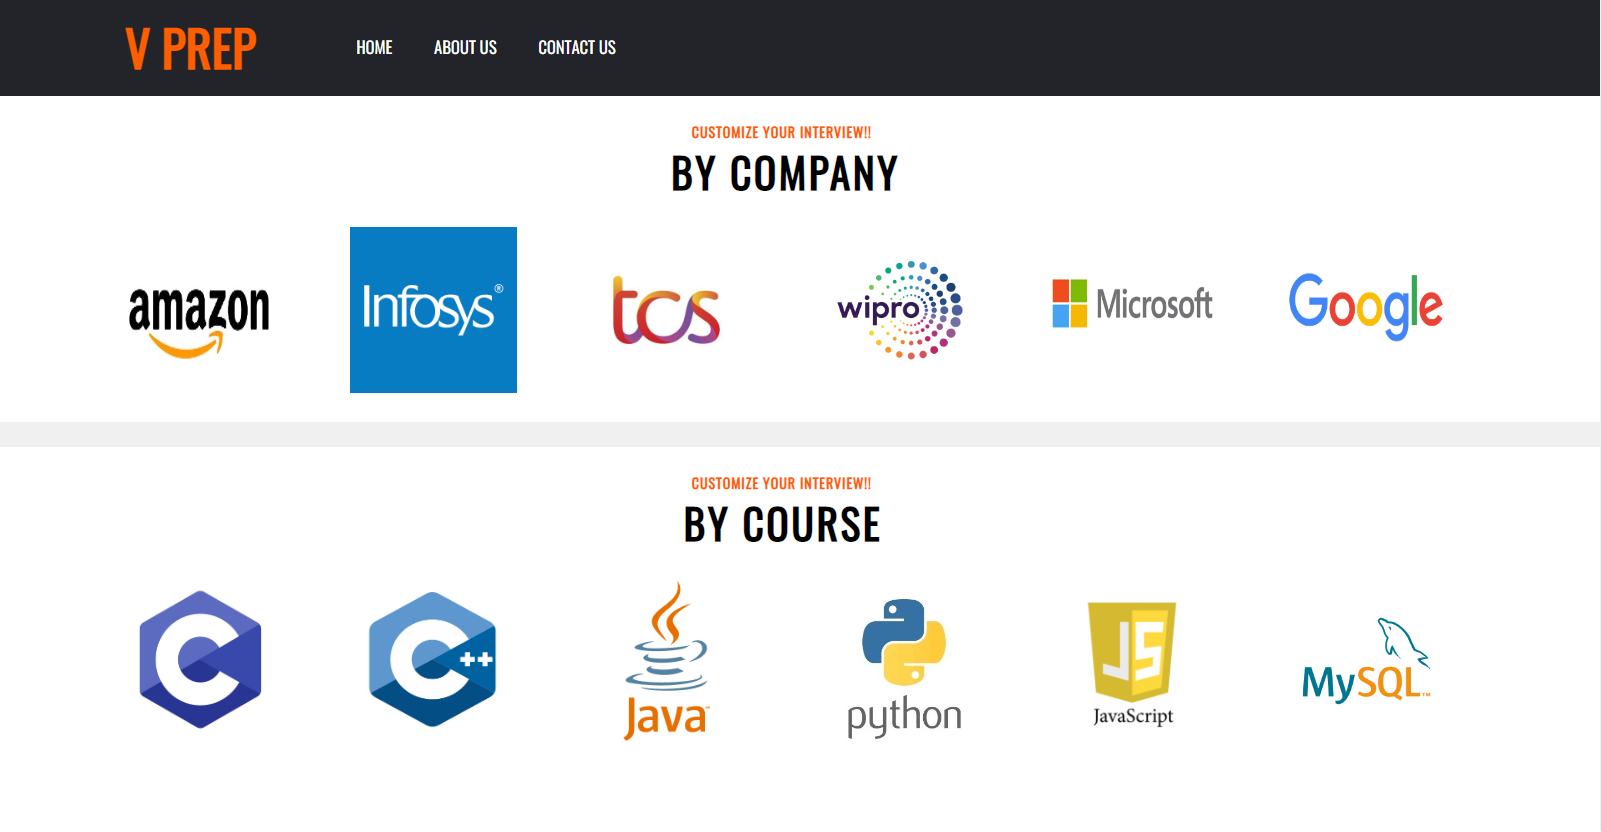 V PREP
HOME ABOUT US CONTACT US
CUSTOMIZE YOUR INTERVIEW!!
BY COMPANY
amazon Infosys® tcs wipro Microsoft Google
CUSTOMIZE YOUR INTERVIEW!!
BY COURSE
C C++ Java™ python JS JavaScript MySQL™